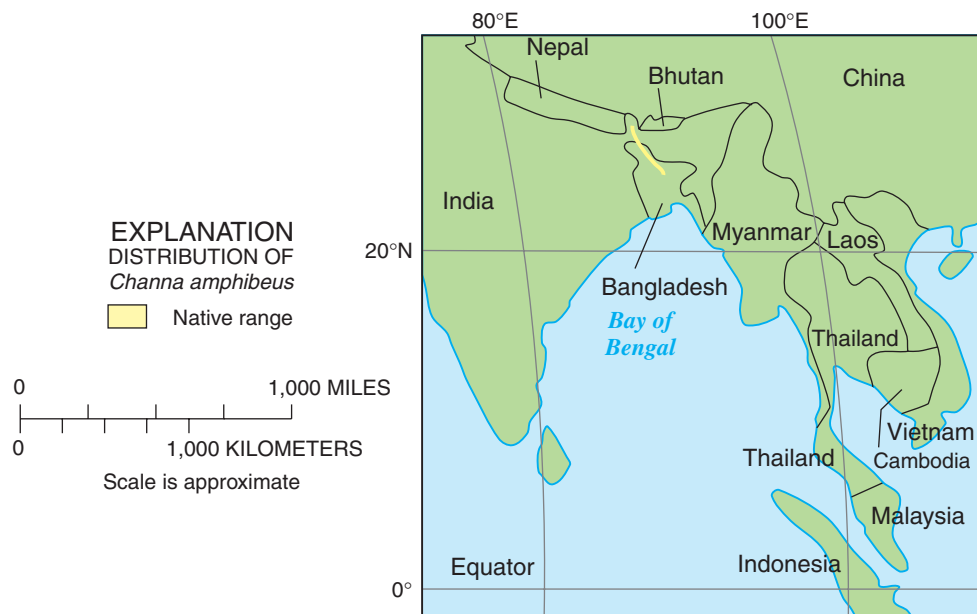 80°E
100°E
Nepal
Bhutan
China
India
EXPLANATION
DISTRIBUTION OF
Channa amphibeus
Native range
20°N
Myanmar
Laos
Bangladesh
Bay of
Bengal
Thailand
0
1,000 MILES
0
1,000 KILOMETERS
Scale is approximate
Vietnam
Thailand
Cambodia
Malaysia
Equator
Indonesia
0°